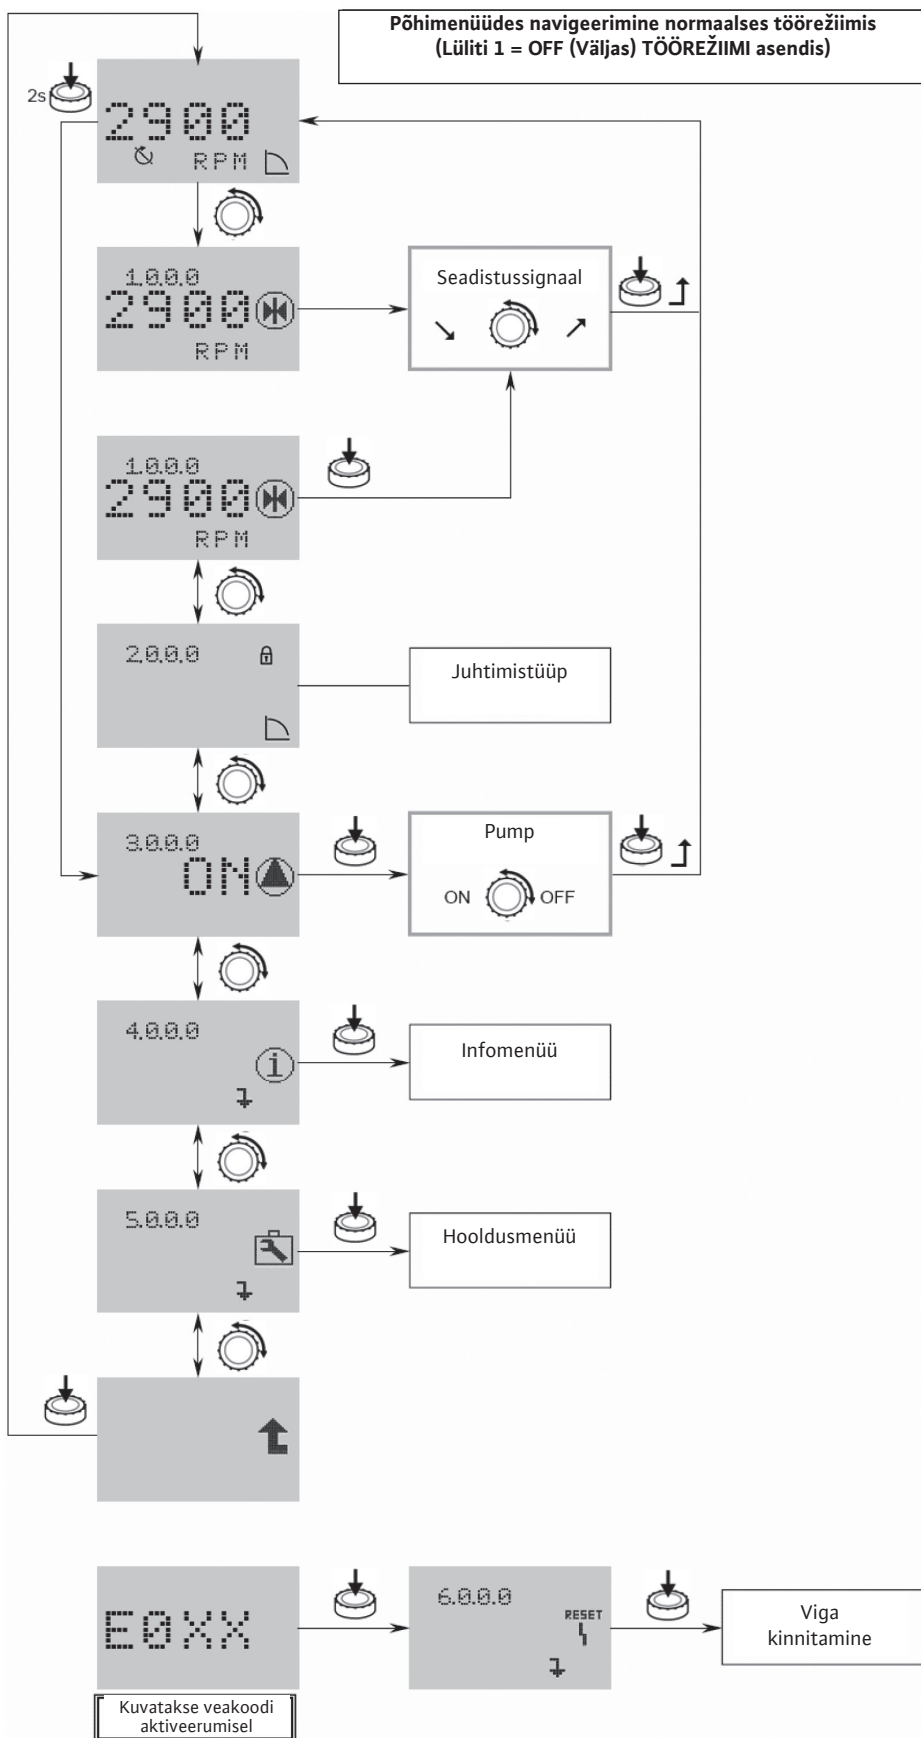 Põhimenüüdes navigeerimine normaalses töörežiimis
(Lüliti 1 = OFF (Väljas) TÖÖREŽIIMI asendis)
2s
2900
RPM
1.0.0.0
2900
RPM
Seadistussignaal
1.0.0.0
2900
RPM
2.0.0.0
Juhtimistüüp
3.0.0.0
ON
Pump
ON OFF
4.0.0.0
i
Infomenüü
5.0.0.0
Hooldusmenüü
E0XX
6.0.0.0
RESET
Viga
kinnitamine
Kuvatakse veakoodi
aktiveerumisel